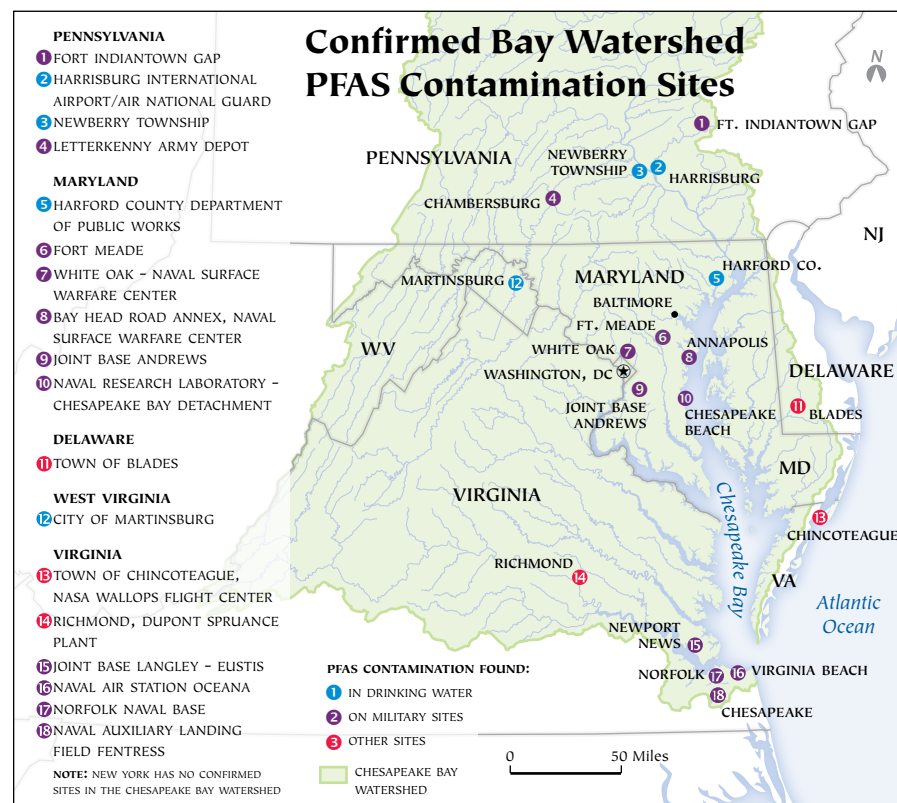 Confirmed Bay Watershed
PFAS Contamination Sites
PENNSYLVANIA
1 FORT INDIANTOWN GAP
2 HARRISBURG INTERNATIONAL
AIRPORT/AIR NATIONAL GUARD
3 NEWBERRY TOWNSHIP
4 LETTERKENNY ARMY DEPOT
MARYLAND
5 HARFORD COUNTY DEPARTMENT
OF PUBLIC WORKS
6 FORT MEADE
7 WHITE OAK – NAVAL SURFACE
WARFARE CENTER
8 BAY HEAD ROAD ANNEX, NAVAL
SURFACE WARFARE CENTER
9 JOINT BASE ANDREWS
10 NAVAL RESEARCH LABORATORY –
CHESAPEAKE BAY DETACHMENT
DELAWARE
11 TOWN OF BLADES
WEST VIRGINIA
12 CITY OF MARTINSBURG
VIRGINIA
13 TOWN OF CHINCOTEAGUE,
NASA WALLOPS FLIGHT CENTER
14 RICHMOND, DUPONT SPRUANCE
PLANT
15 JOINT BASE LANGLEY – EUSTIS
16 NAVAL AIR STATION OCEANA
17 NORFOLK NAVAL BASE
18 NAVAL AUXILIARY LANDING
FIELD FENTRESS
NOTE: NEW YORK HAS NO CONFIRMED
SITES IN THE CHESAPEAKE BAY WATERSHED
N
1 FT. INDIANTOWN GAP
PENNSYLVANIA
NEWBERRY
TOWNSHIP 3
2 HARRISBURG
CHAMBERSBURG 4
NJ
MARTINSBURG 12
MARYLAND
HARFORD CO.
5
BALTIMORE
FT. MEADE 6
WV
WHITE OAK 7
ANNAPOLIS
8
WASHINGTON, DC
DELAWARE
9
JOINT BASE
ANDREWS
10
CHESAPEAKE
BEACH
11 BLADES
MD
VIRGINIA
Chesapeake Bay
13
CHINCOTEAGUE
RICHMOND
14
VA
Atlantic
Ocean
NEWPORT
NEWS 15
NORFOLK 17
16 VIRGINIA BEACH
18
CHESAPEAKE
PFAS CONTAMINATION FOUND:
1 IN DRINKING WATER
2 ON MILITARY SITES
3 OTHER SITES
CHESAPEAKE BAY
WATERSHED
0 50 Miles